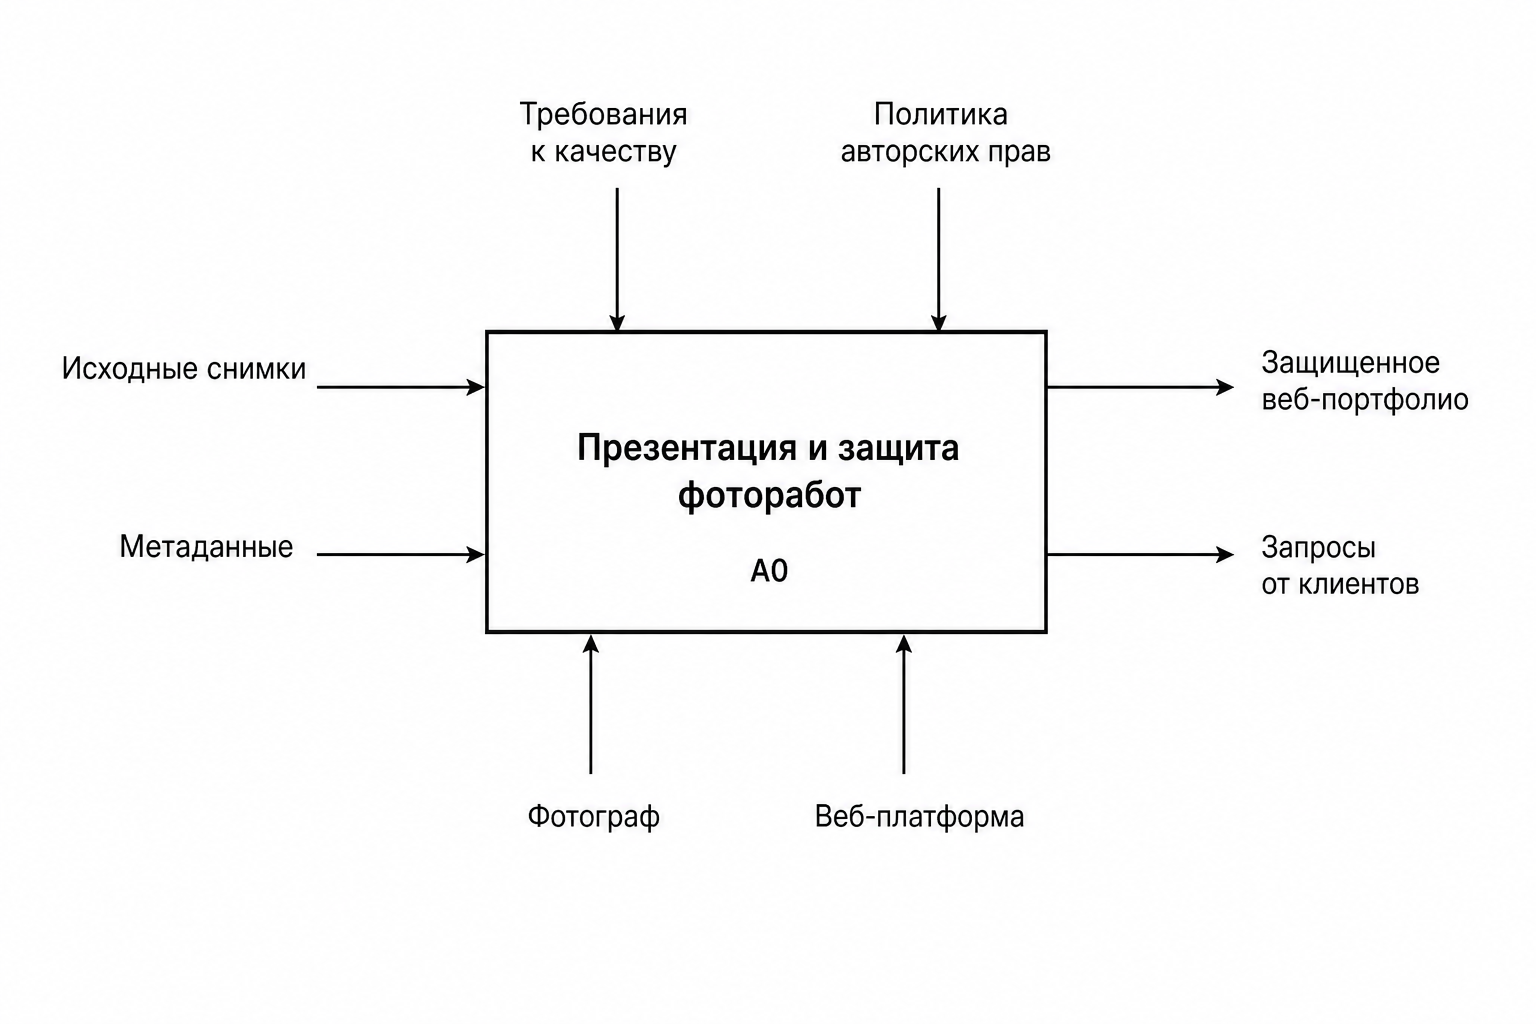 Требования
к качеству
Политика
авторских прав
Исходные снимки
Защищенное
веб-портфолио
Презентация и защита
фоторабот
Метаданные
Запросы
от клиентов
А0
Фотограф
Веб-платформа